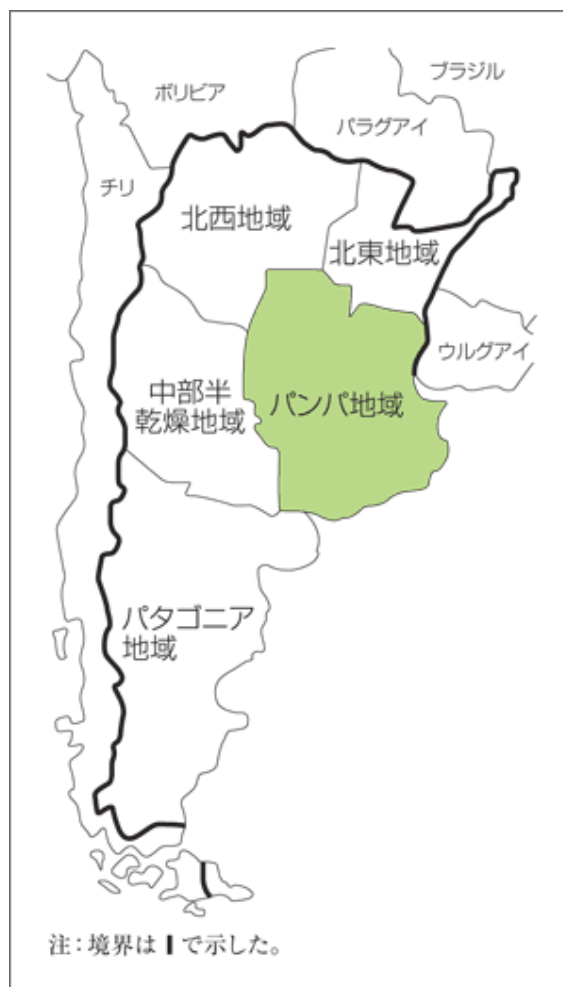 ブラジル
ボリビア
パラグアイ
チリ
北西地域
北東地域
ウルグアイ
中部半
乾燥地域
パンパ地域
パタゴニア
地域
注：境界は┃で示した。